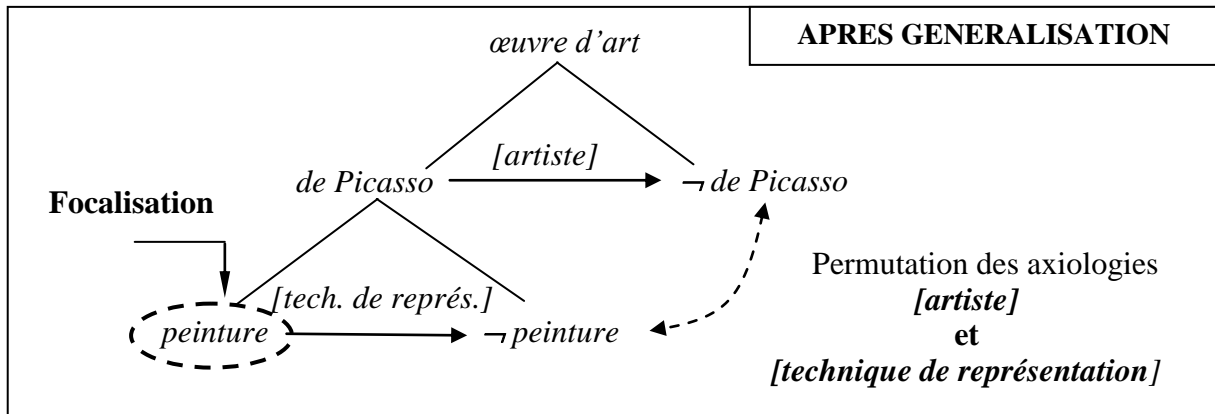 APRES GENERALISATION
œuvre d’art
[artiste]
de Picasso
¬ de Picasso
Focalisation
[tech. de représ.]
peinture
¬ peinture
Permutation des axiologies
[artiste]
et
[technique de représentation]